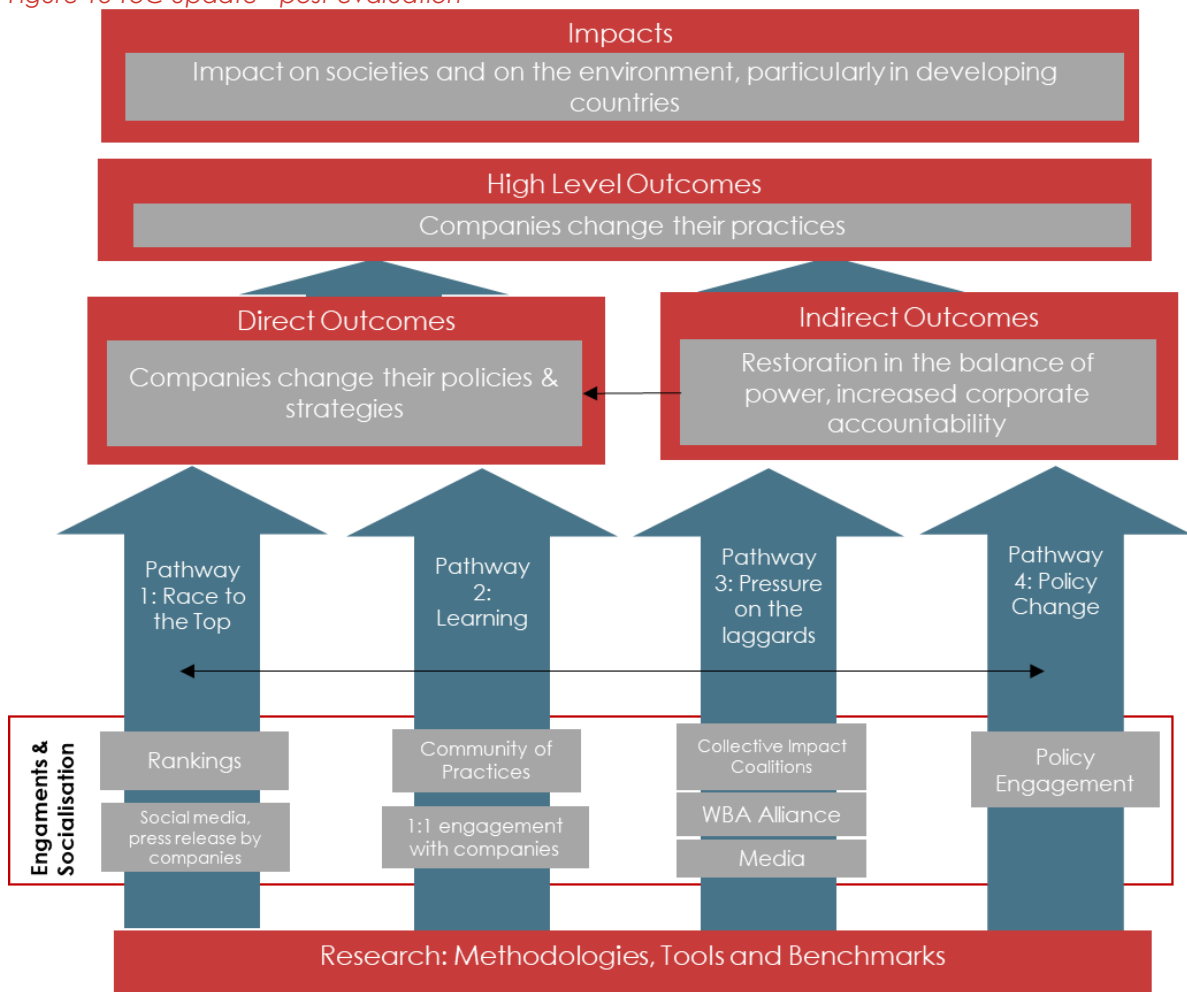 Impacts
Impact on societies and on the environment, particularly in developing
countries
High Level Outcomes
Companies change their practices
Direct Outcomes
Companies change their policies &
strategies
Indirect Outcomes
Restoration in the balance of
power, increased corporate
accountability
Pathway
1: Race to
the Top
Pathway
2:
Learning
Pathway
3: Pressure
on the
laggards
Pathway
4: Policy
Change
Engaments &
Socialisation
Rankings
Social media,
press release by
companies
Community of
Practices
1:1 engagement
with companies
Collective Impact
Coalitions
WBA Alliance
Media
Policy
Engagement
Research: Methodologies, Tools and Benchmarks